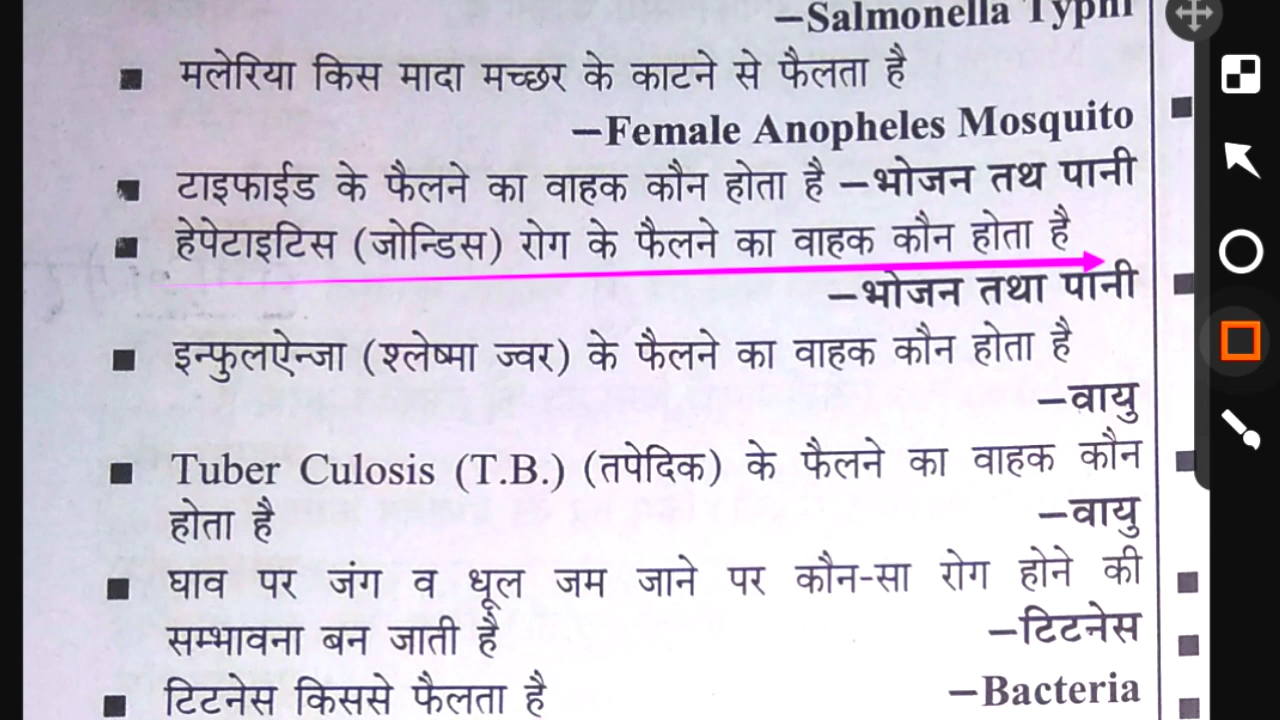 –Salmonella Typhi
▪ मलेरिया किस मादा मच्छर के काटने से फैलता है
–Female Anopheles Mosquito
▪ टाइफाईड के फैलने का वाहक कौन होता है –भोजन तथ पानी
▪ हेपेटाइटिस (जोन्डिस) रोग के फैलने का वाहक कौन होता है
–भोजन तथा पानी
▪ इन्फुलऐन्जा (श्लेष्मा ज्वर) के फैलने का वाहक कौन होता है
–वायु
▪ Tuber Culosis (T.B.) (तपेदिक) के फैलने का वाहक कौन
होता है –वायु
▪ घाव पर जंग व धूल जम जाने पर कौन-सा रोग होने की
सम्भावना बन जाती है –टिटनेस
▪ टिटनेस किससे फैलता है –Bacteria